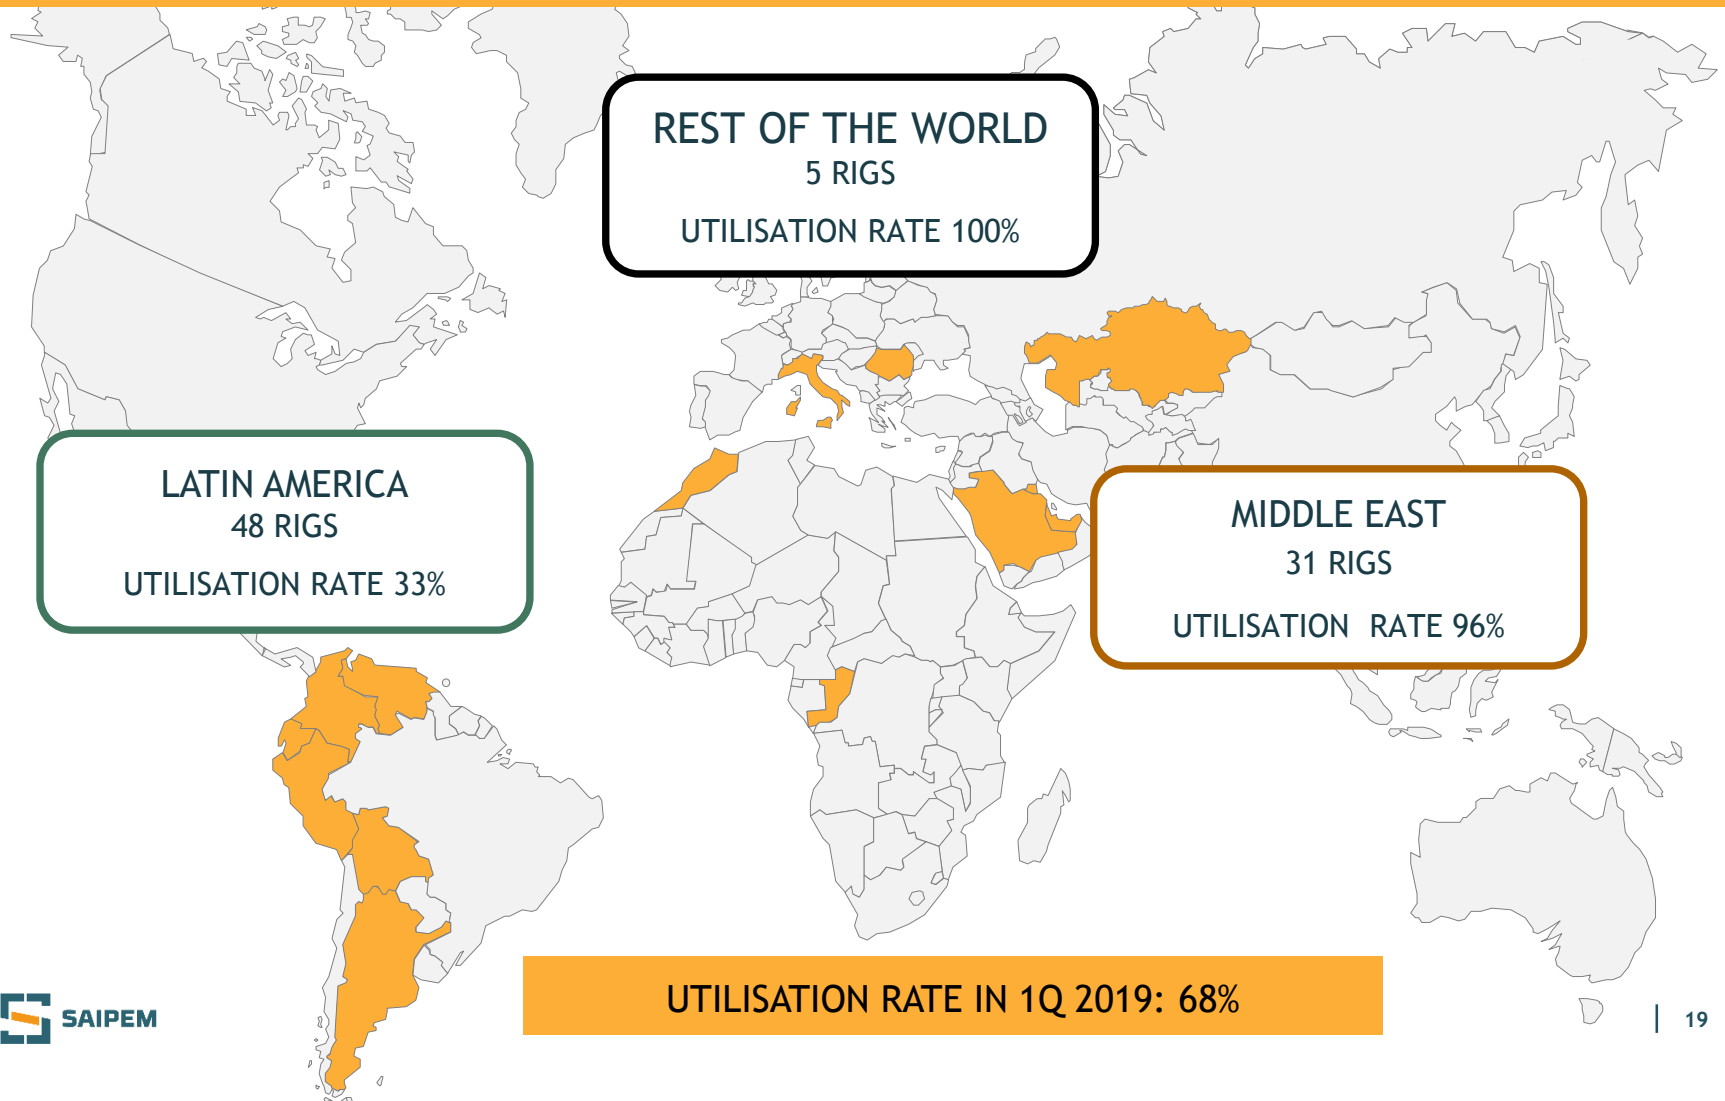 REST OF THE WORLD
5 RIGS
UTILISATION RATE 100%
LATIN AMERICA
48 RIGS
UTILISATION RATE 33%
MIDDLE EAST
31 RIGS
UTILISATION RATE 96%
UTILISATION RATE IN 1Q 2019: 68%
SAIPEM
19